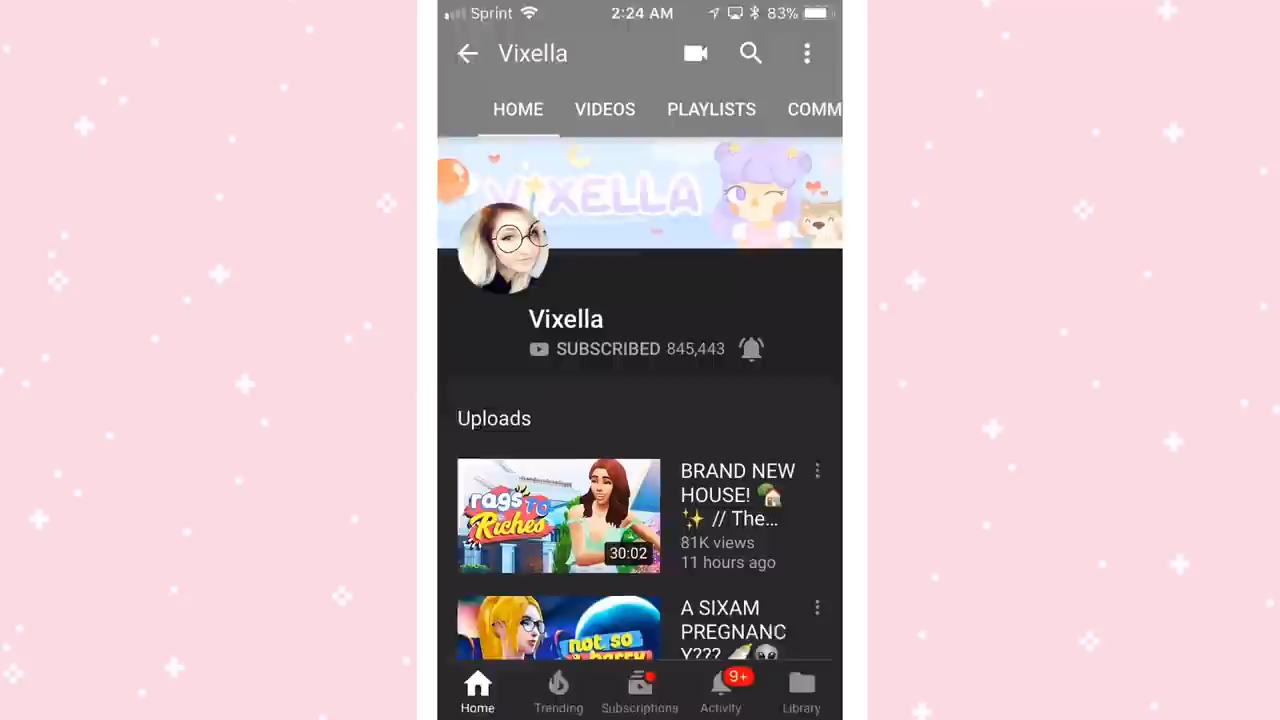 Sprint 2:24 AM 83%
Vixella
HOME VIDEOS PLAYLISTS COMM
VIXELLA
Vixella
SUBSCRIBED 845,443
Uploads
rags TO
Riches
30:02
BRAND NEW
HOUSE! 🏡
✨ // The...
81K views
11 hours ago
not so
berry
A SIXAM
PREGNANC
Y??? 🍼👽
9+
Home Trending Subscriptions Activity Library